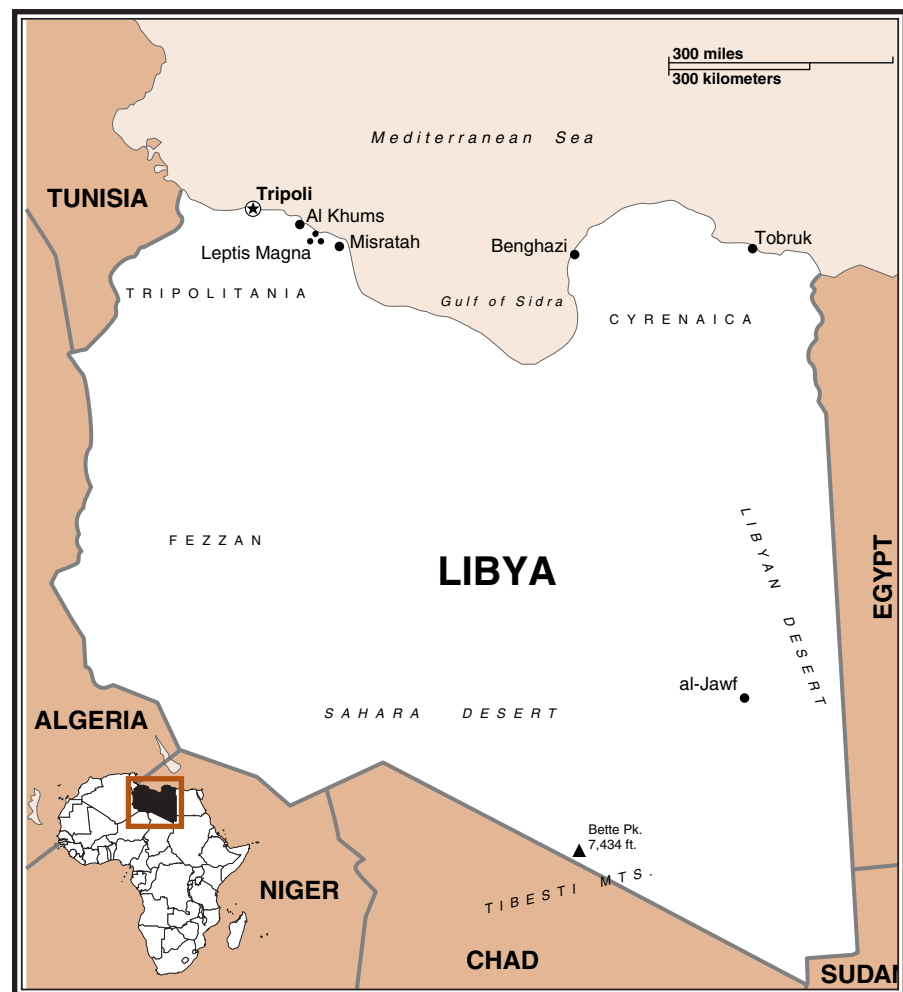 300 miles
300 kilometers
Mediterranean Sea
TUNISIA
Tripoli
Al Khums
Leptis Magna
Misratah
Benghazi
Tobruk
TRIPOLITANIA
Gulf of Sidra
CYRENAICA
FEZZAN
LIBYA
LIBYAN DESERT
EGYPT
al-Jawf
SAHARA DESERT
ALGERIA
Bette Pk.
7,434 ft.
TIBESTI MTS.
NIGER
CHAD
SUDAN